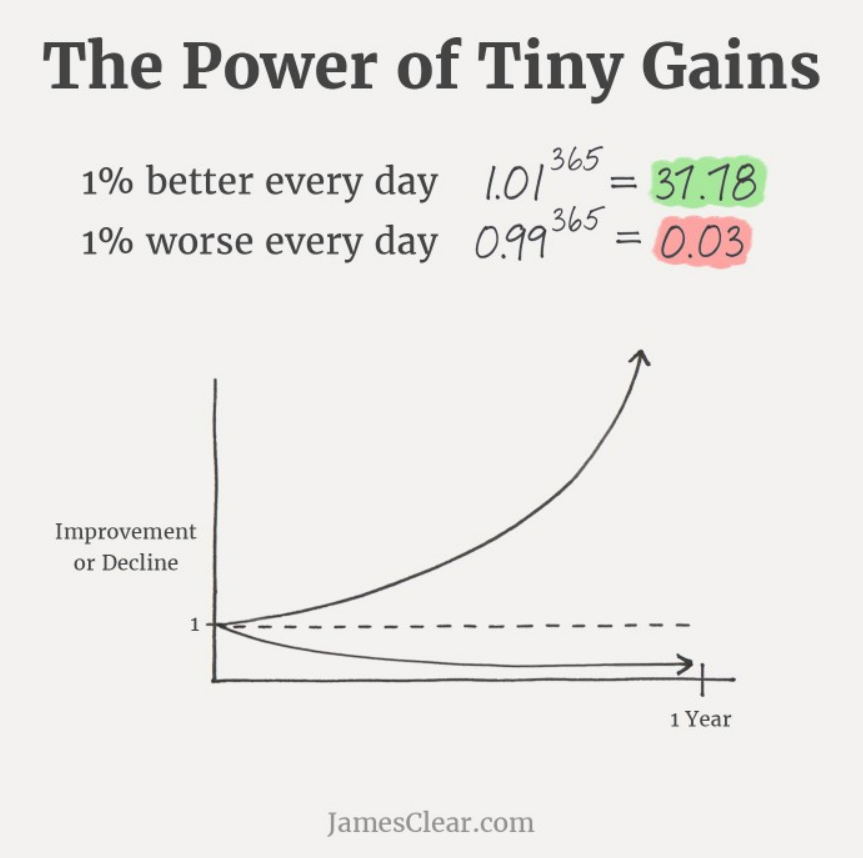 The Power of Tiny Gains
1% better every day 1.01^365 = 37.78
1% worse every day 0.99^365 = 0.03
Improvement
or Decline
1
1 Year
JamesClear.com